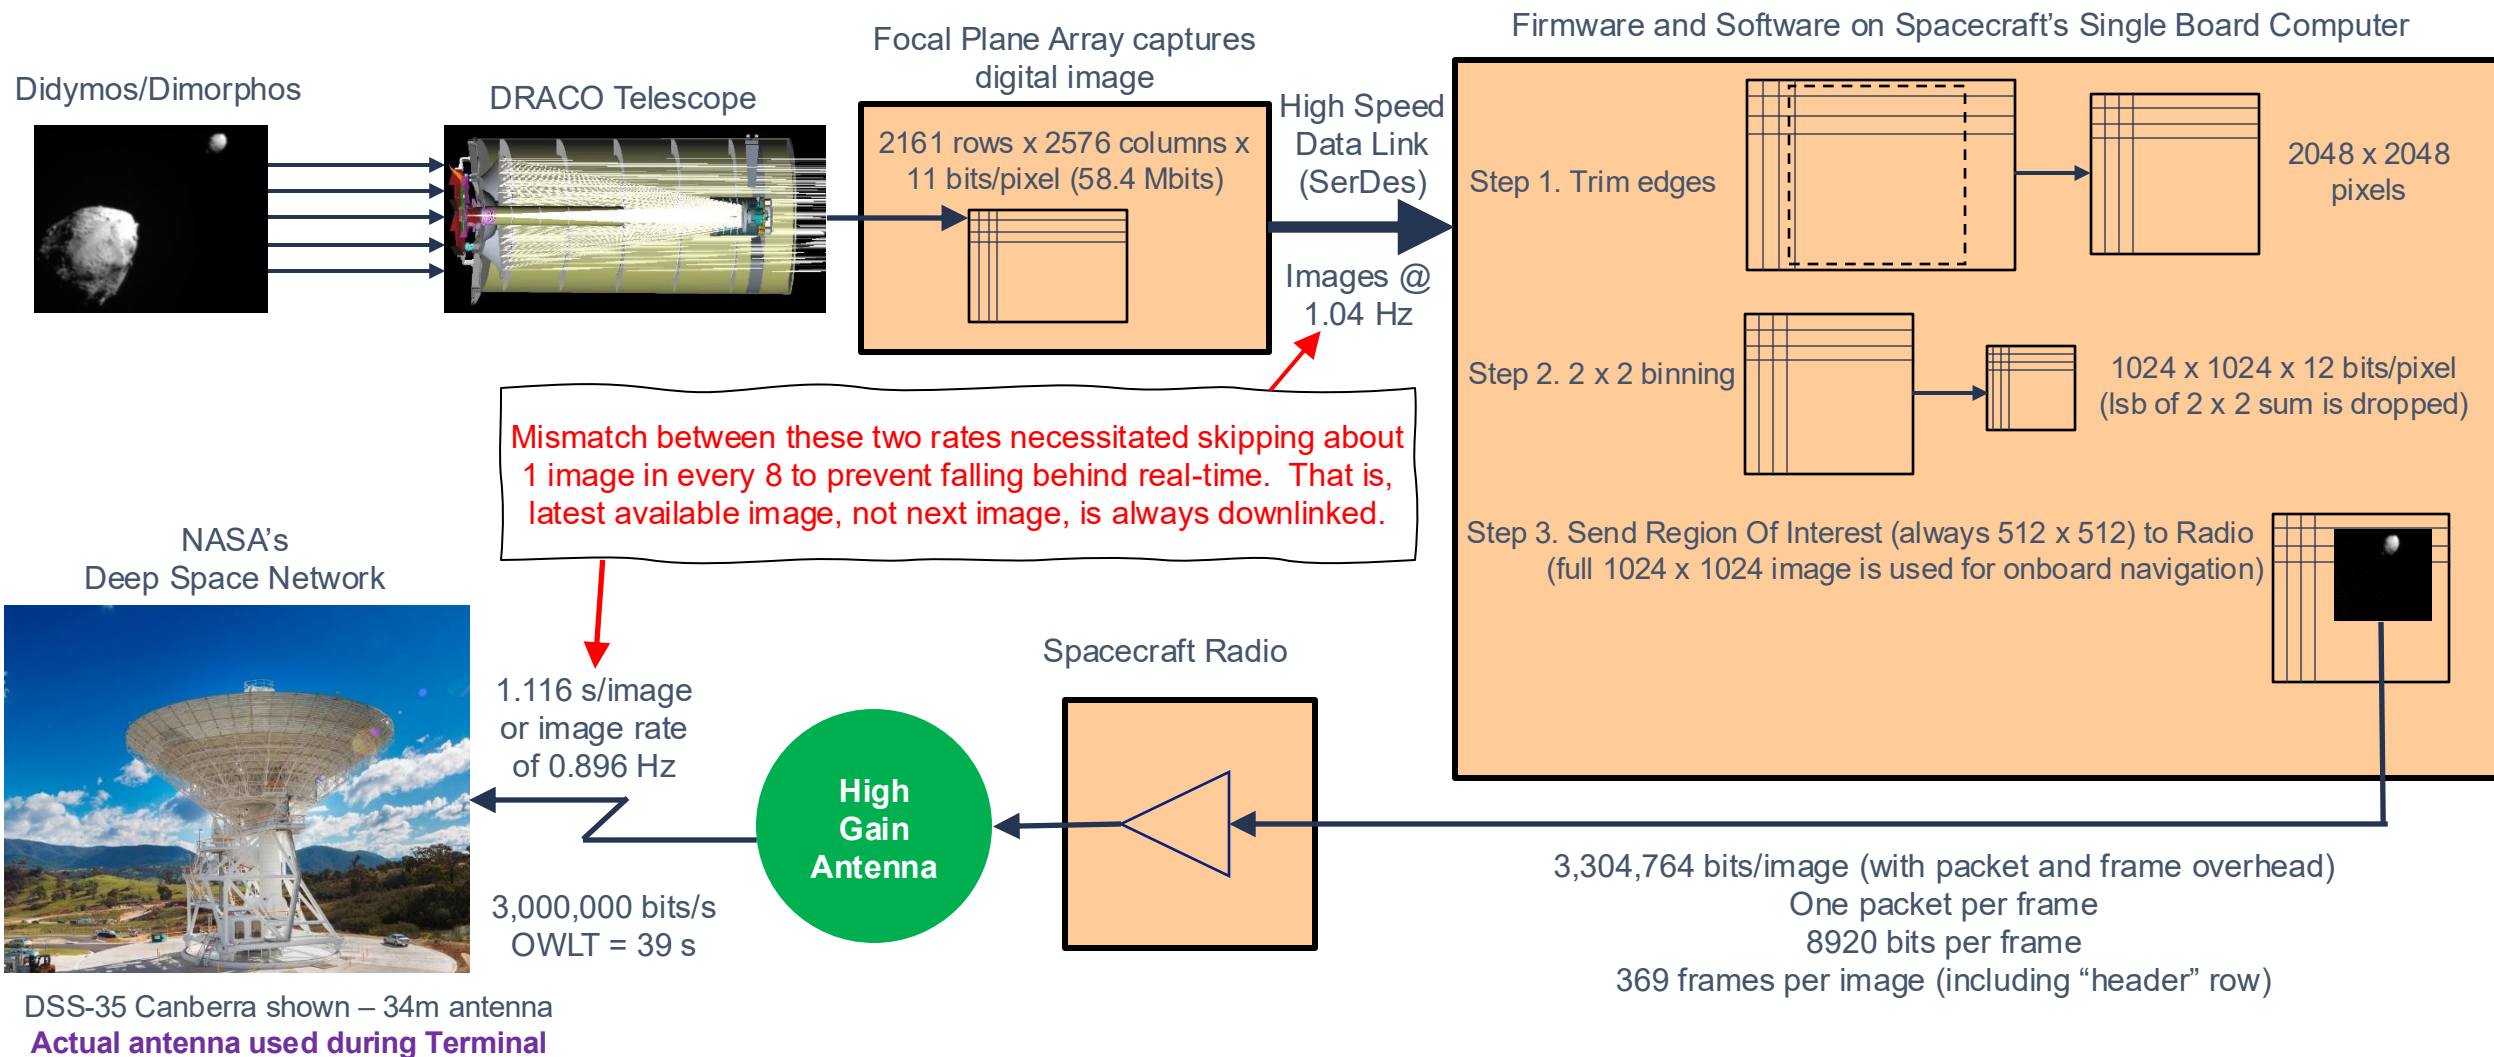 Didymos/Dimorphos
DRACO Telescope
Focal Plane Array captures
digital image
2161 rows x 2576 columns x
11 bits/pixel (58.4 Mbits)
High Speed
Data Link
(SerDes)
Images @
1.04 Hz
Firmware and Software on Spacecraft's Single Board Computer
Step 1. Trim edges
2048 x 2048
pixels
Step 2. 2 x 2 binning
1024 x 1024 x 12 bits/pixel
(lsb of 2 x 2 sum is dropped)
Step 3. Send Region Of Interest (always 512 x 512) to Radio
(full 1024 x 1024 image is used for onboard navigation)
Mismatch between these two rates necessitated skipping about
1 image in every 8 to prevent falling behind real-time.  That is,
latest available image, not next image, is always downlinked.
NASA's
Deep Space Network
1.116 s/image
or image rate
of 0.896 Hz
3,000,000 bits/s
OWLT = 39 s
High
Gain
Antenna
Spacecraft Radio
3,304,764 bits/image (with packet and frame overhead)
One packet per frame
8920 bits per frame
369 frames per image (including “header” row)
DSS-35 Canberra shown – 34m antenna
Actual antenna used during Terminal